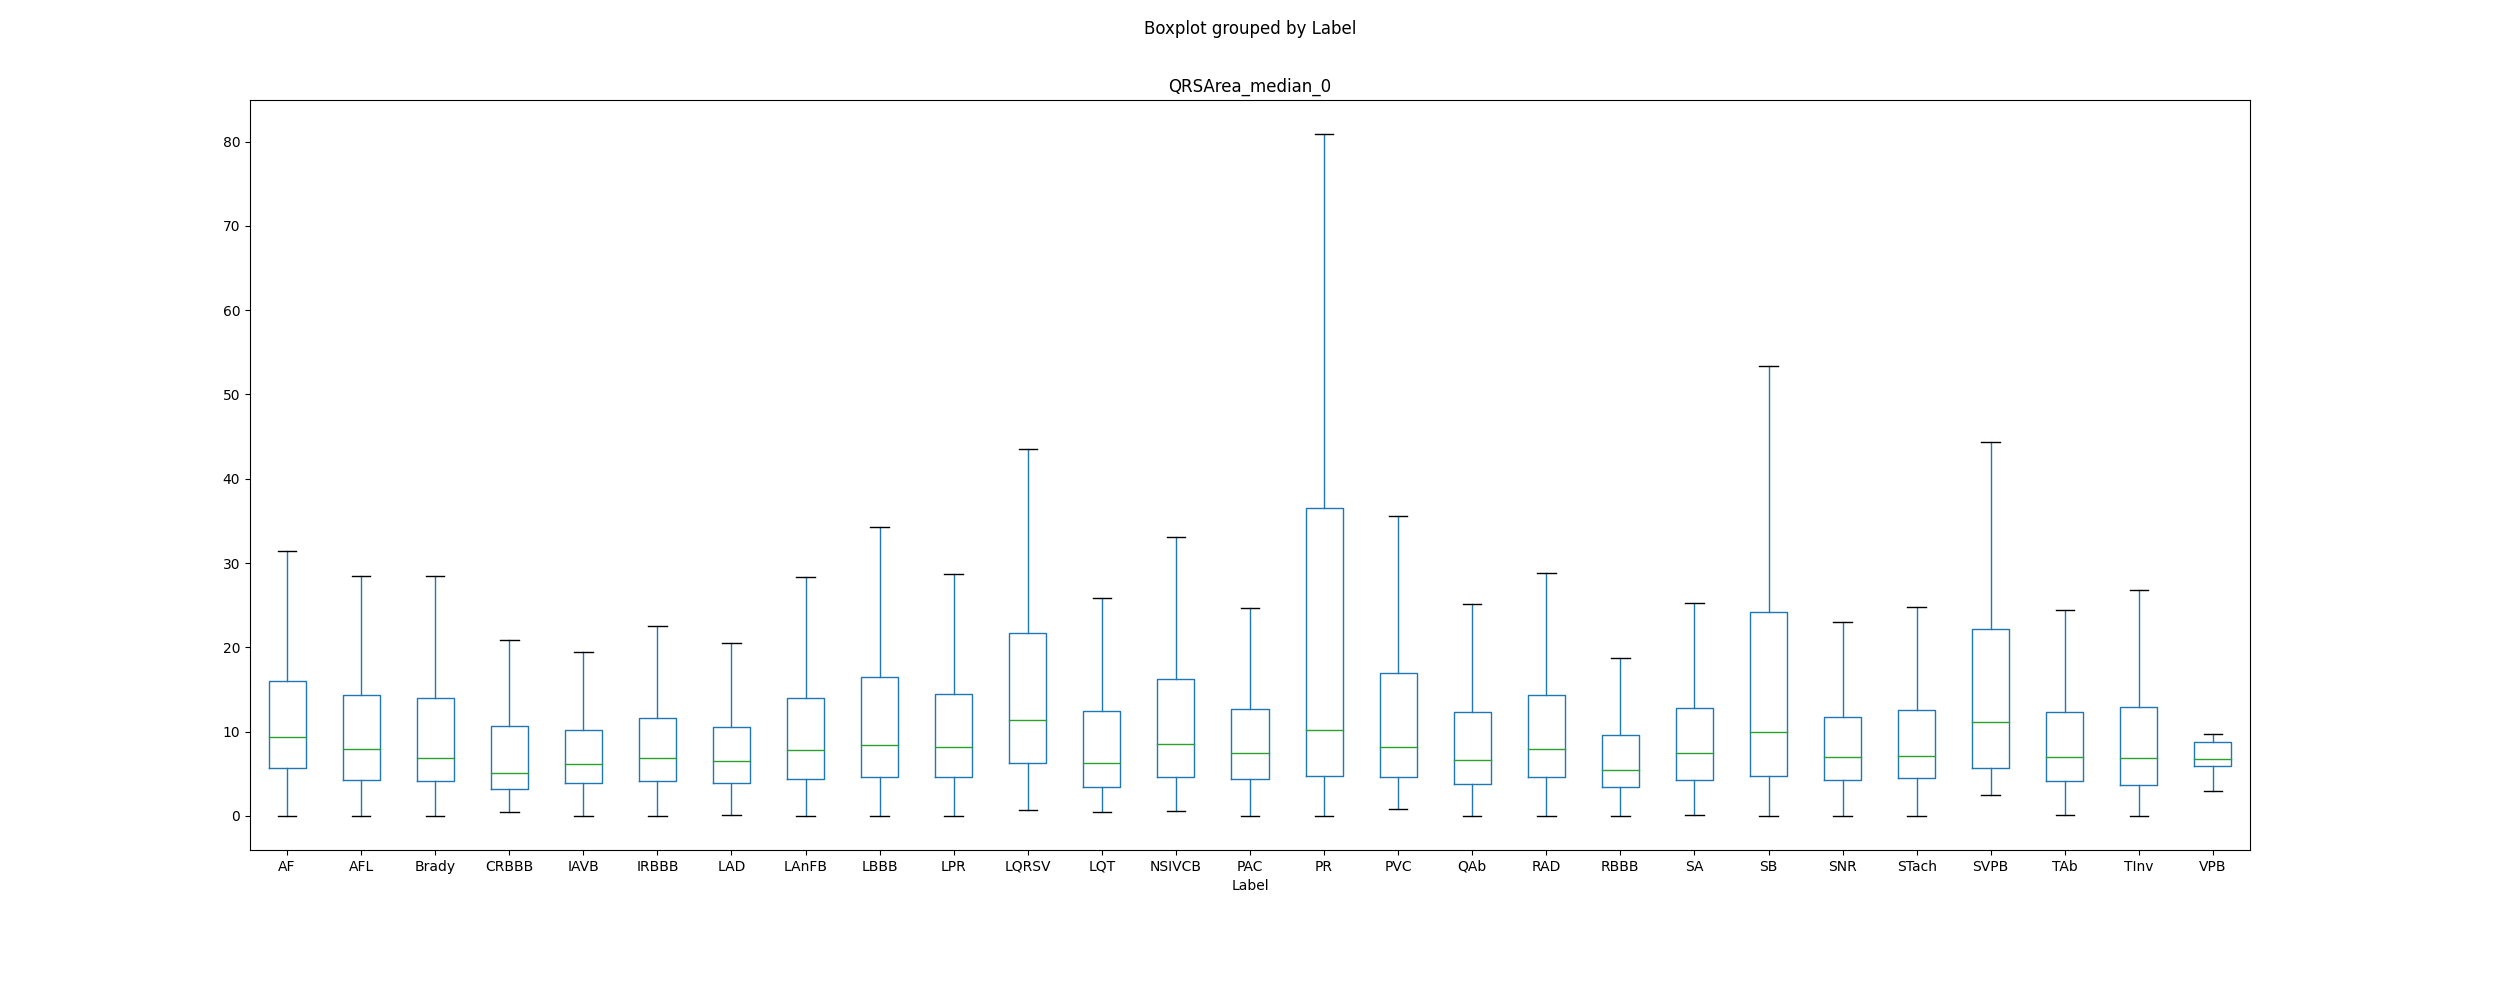 Boxplot grouped by Label
QRSArea_median_0
80
70
60
50
40
30
20
10
0
AF AFL Brady CRBBB IAVB IRBBB LAD LAnFB LBBB LPR LQRSV LQT NSIVCB PAC PR PVC QAb RAD RBBB SA SB SNR STach SVPB TAb TInv VPB
Label